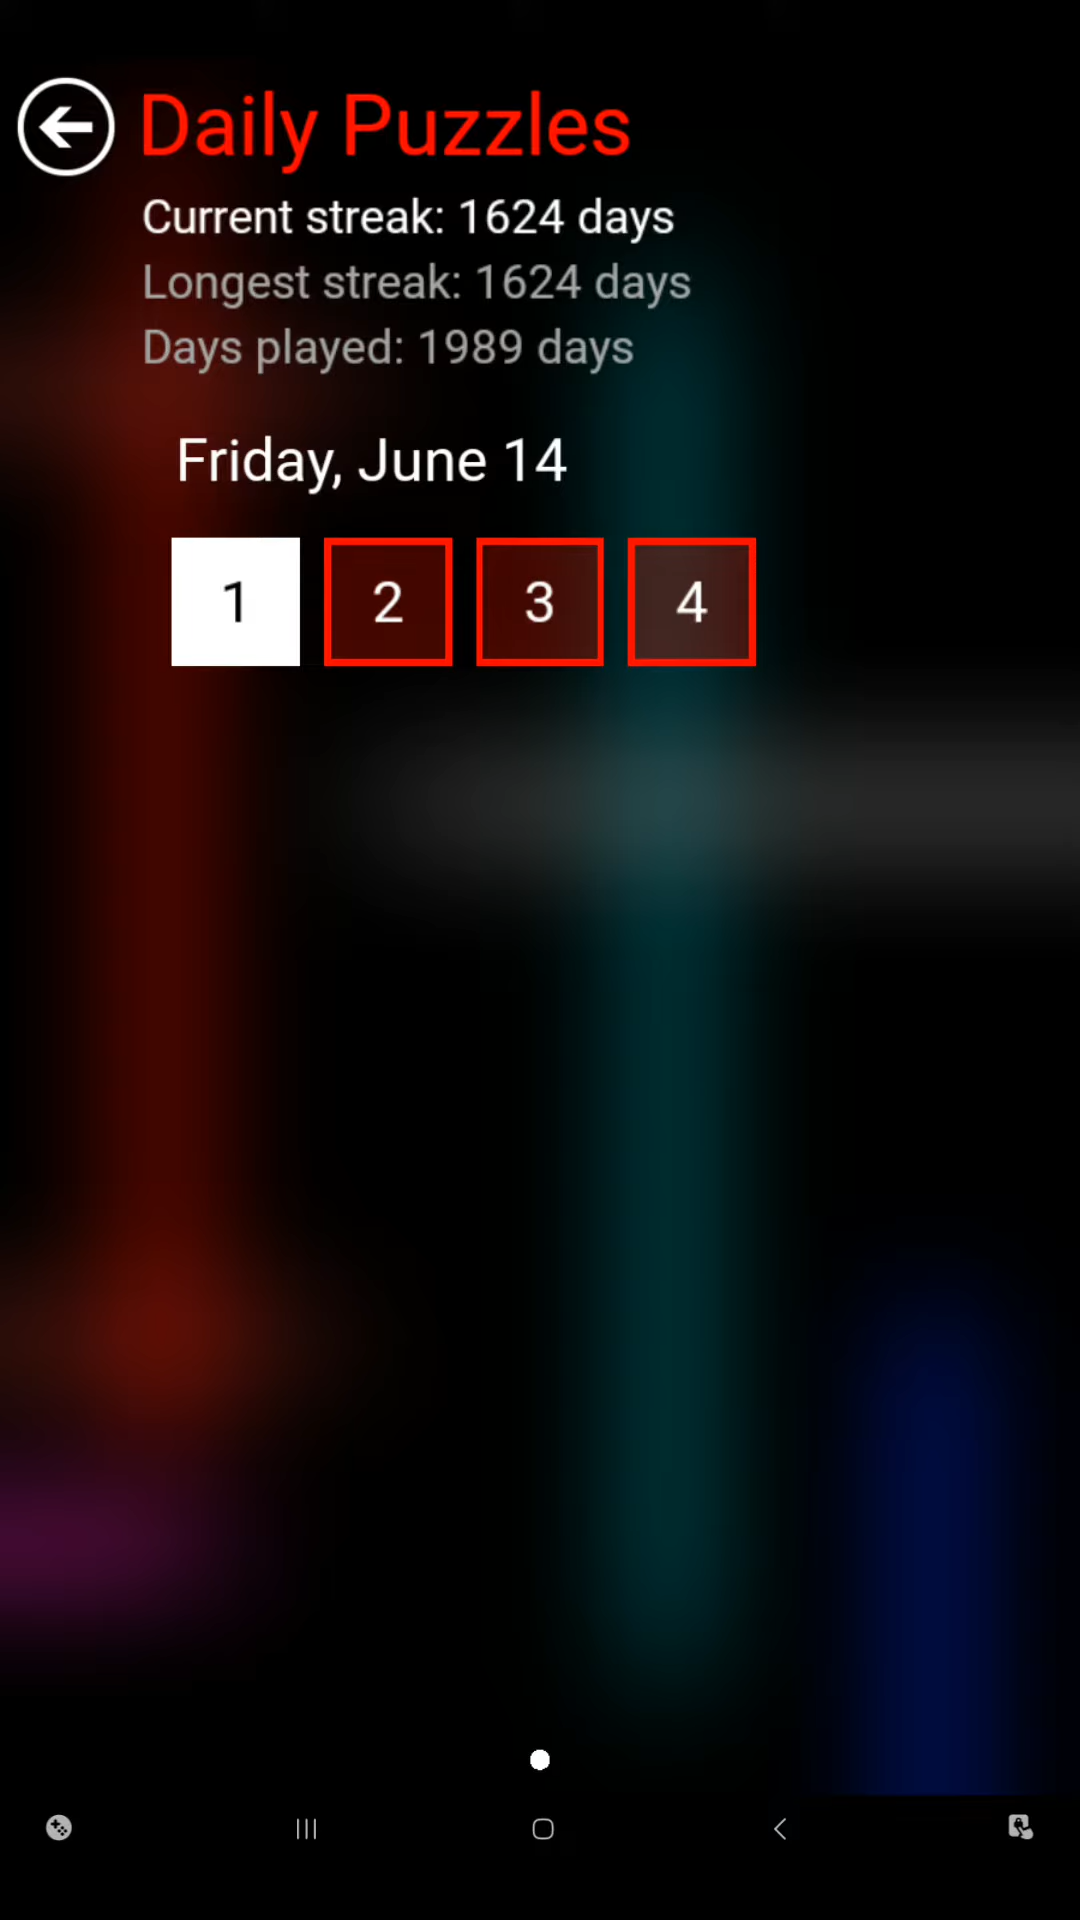 Daily Puzzles
Current streak: 1624 days
Longest streak: 1624 days
Days played: 1989 days
Friday, June 14
1 2 3 4